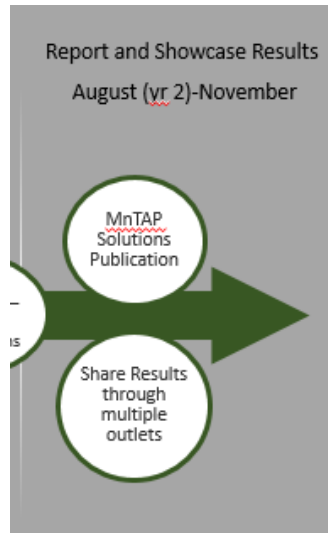 Report and Showcase Results
August (yr 2)-November
MnTAP
Solutions
Publication
Share Results
through
multiple
outlets